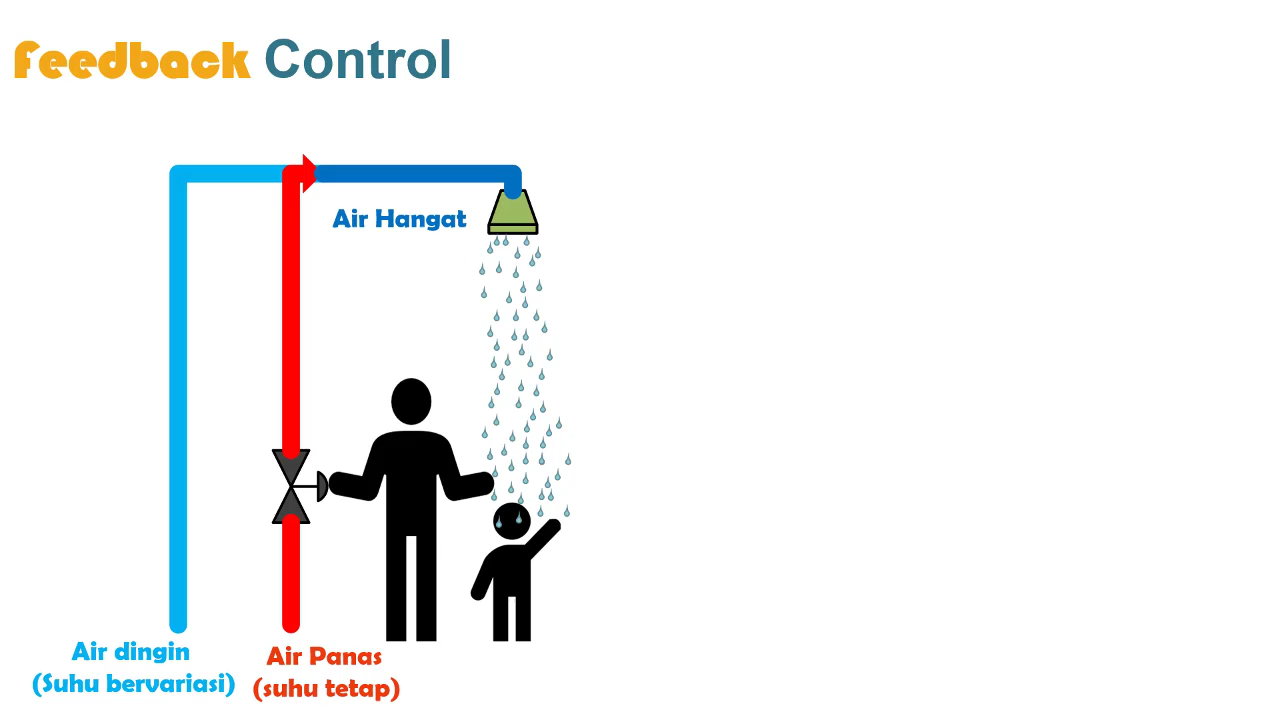 Feedback Control
Air Hangat
Air dingin
(Suhu bervariasi)
Air Panas
(suhu tetap)